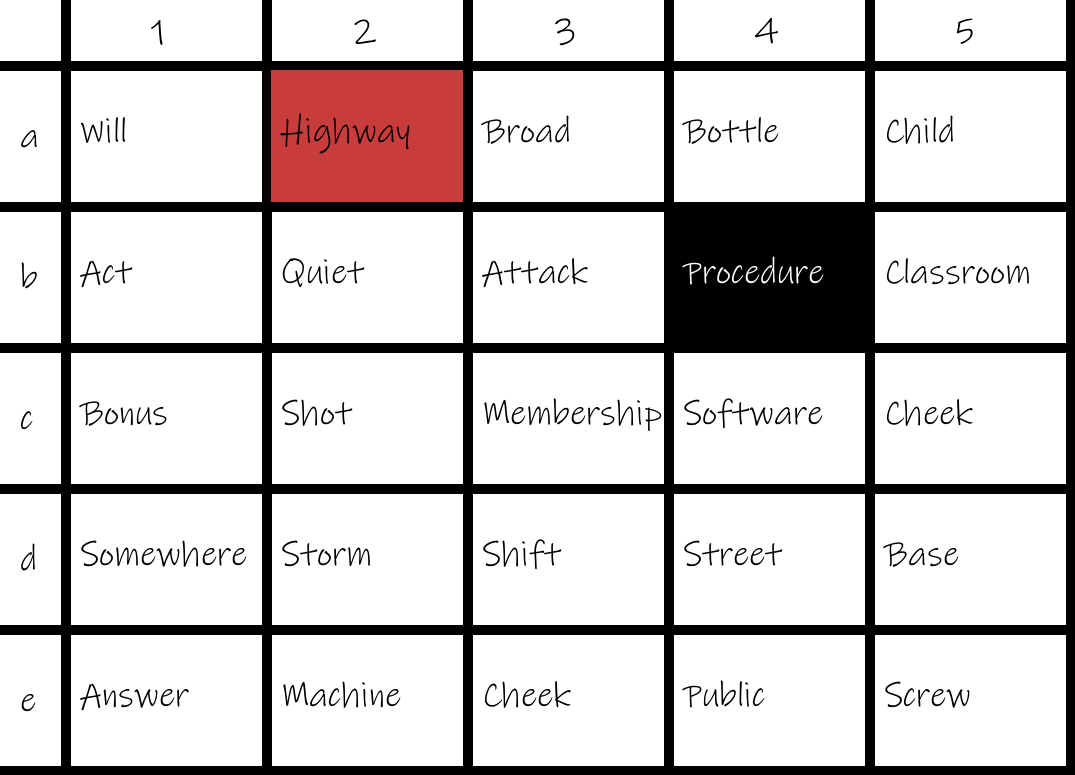 1 2 3 4 5
a Will Highway Broad Bottle Child
b Act Quiet Attack Procedure Classroom
c Bonus Shot Membership Software Cheek
d Somewhere Storm Shift Street Base
e Answer Machine Cheek Public Screw